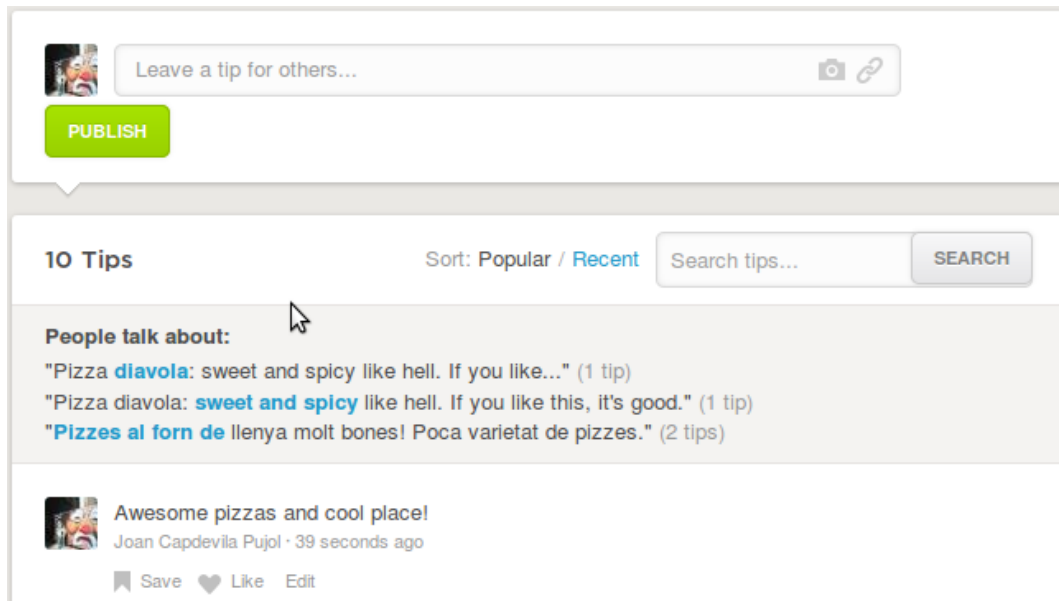 Leave a tip for others...
PUBLISH
10 Tips
Sort: Popular / Recent
Search tips...
SEARCH
People talk about:
"Pizza diavola: sweet and spicy like hell. If you like..." (1 tip)
"Pizza diavola: sweet and spicy like hell. If you like this, it's good." (1 tip)
"Pizzes al forn de llenya molt bones! Poca varietat de pizzes." (2 tips)
Awesome pizzas and cool place!
Joan Capdevila Pujol · 39 seconds ago
Save Like Edit